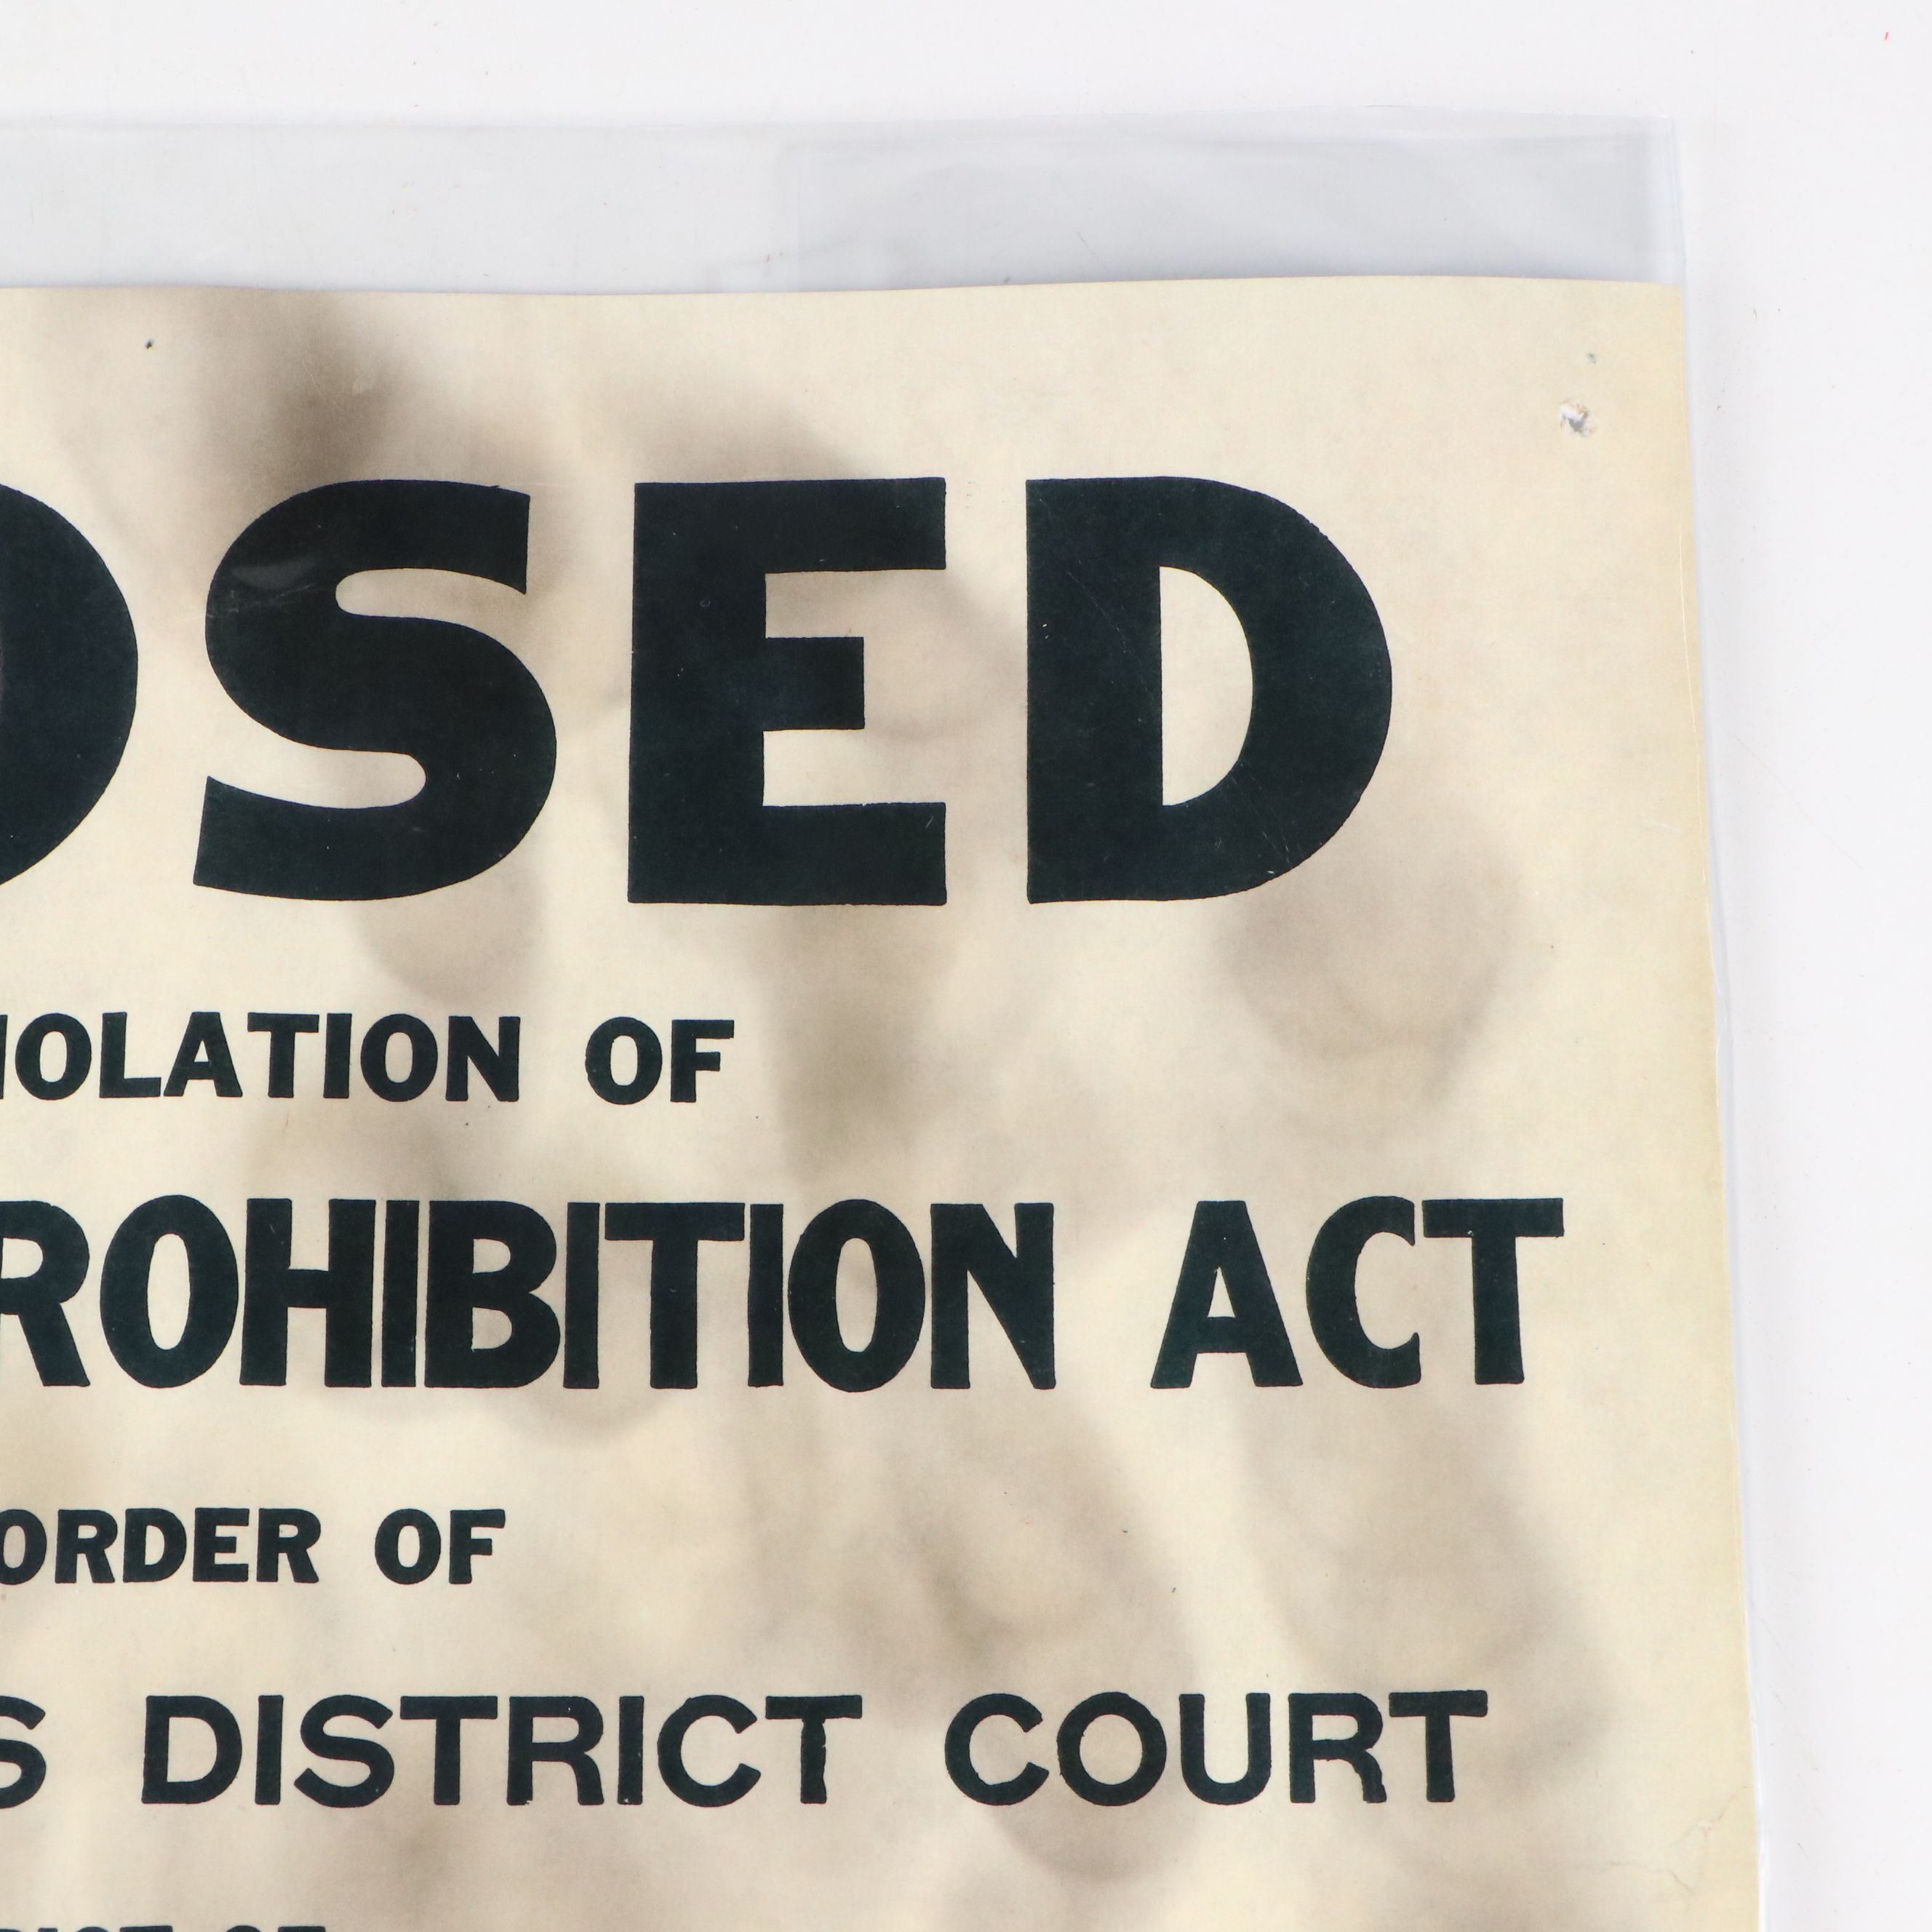 OSED
IOLATION OF
ROHIBITION ACT
ORDER OF
S DISTRICT COURT